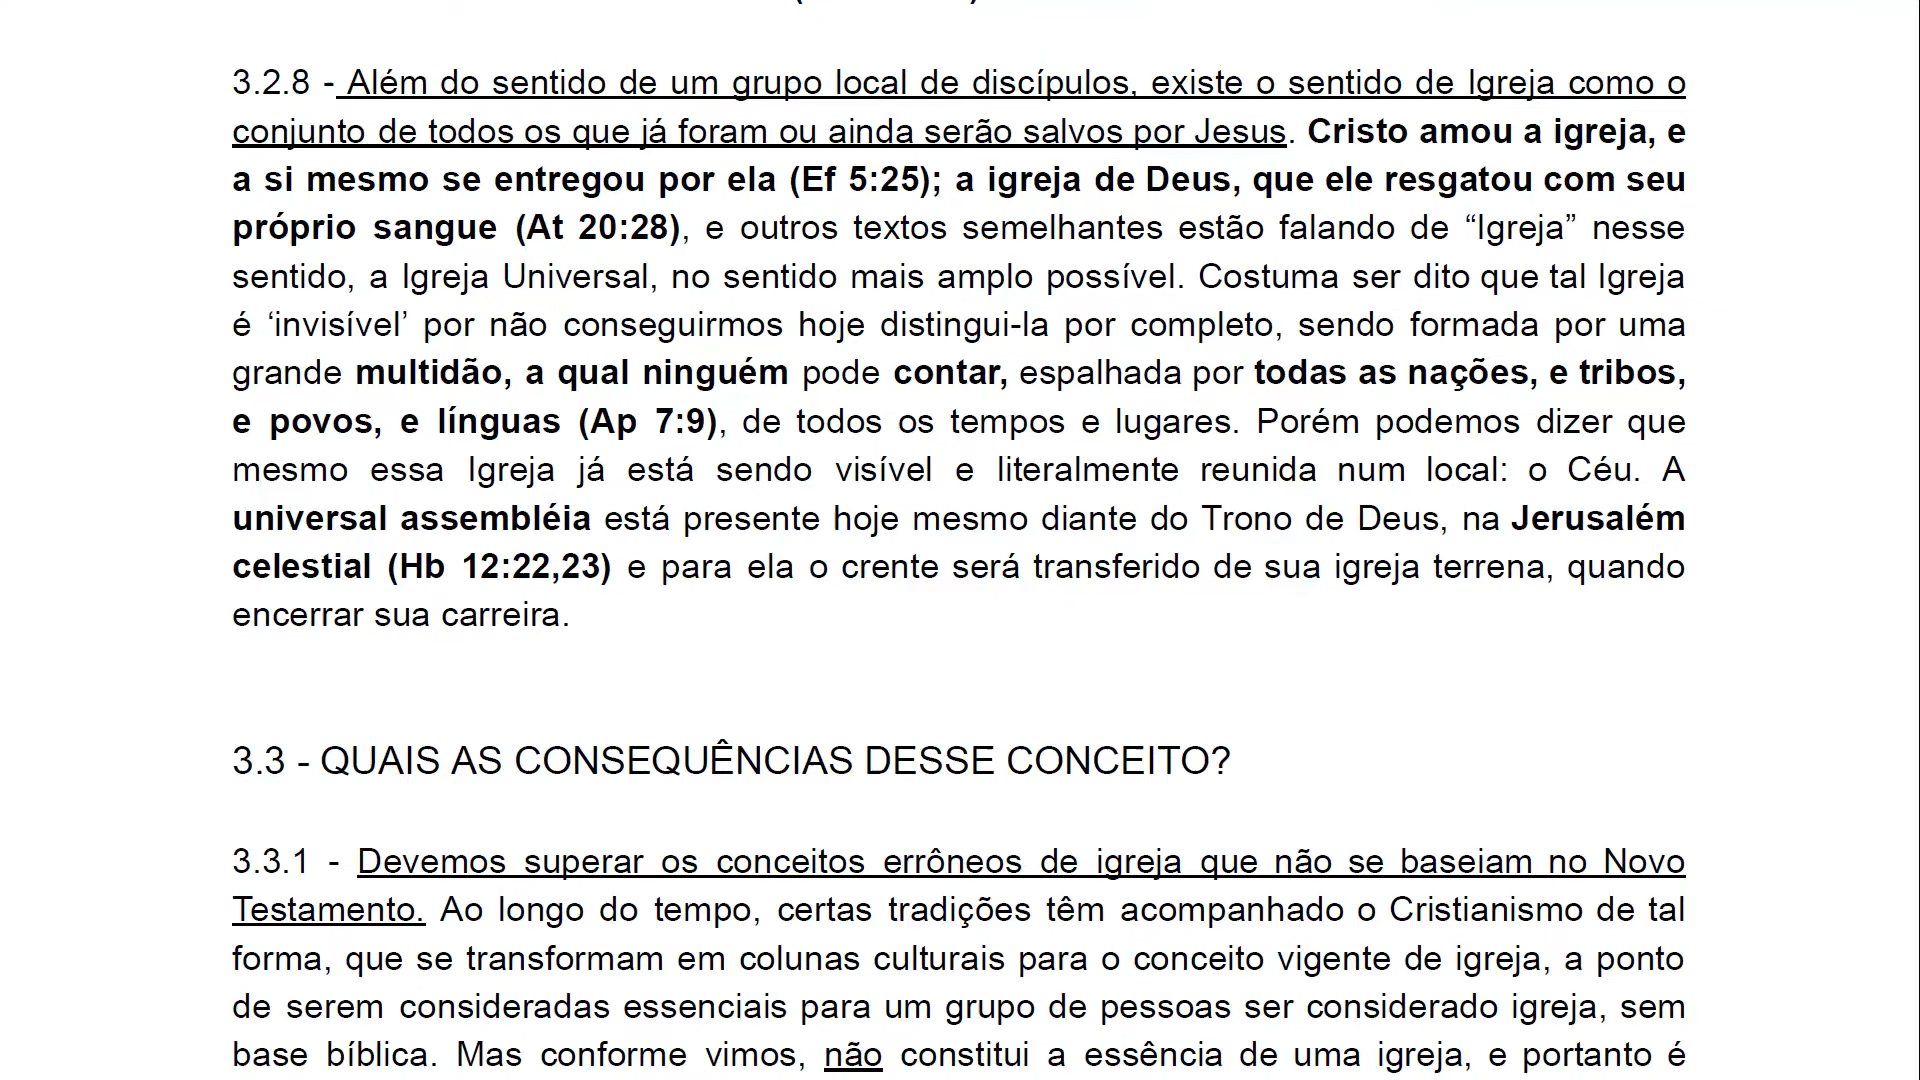 3.2.8 - Além do sentido de um grupo local de discípulos, existe o sentido de Igreja como o
conjunto de todos os que já foram ou ainda serão salvos por Jesus. Cristo amou a igreja, e
a si mesmo se entregou por ela (Ef 5:25); a igreja de Deus, que ele resgatou com seu
próprio sangue (At 20:28), e outros textos semelhantes estão falando de “Igreja” nesse
sentido, a Igreja Universal, no sentido mais amplo possível. Costuma ser dito que tal Igreja
é ‘invisível’ por não conseguirmos hoje distingui-la por completo, sendo formada por uma
grande multidão, a qual ninguém pode contar, espalhada por todas as nações, e tribos,
e povos, e línguas (Ap 7:9), de todos os tempos e lugares. Porém podemos dizer que
mesmo essa Igreja já está sendo visível e literalmente reunida num local: o Céu. A
universal assembléia está presente hoje mesmo diante do Trono de Deus, na Jerusalém
celestial (Hb 12:22,23) e para ela o crente será transferido de sua igreja terrena, quando
encerrar sua carreira.
3.3 - QUAIS AS CONSEQUÊNCIAS DESSE CONCEITO?
3.3.1 - Devemos superar os conceitos errôneos de igreja que não se baseiam no Novo
Testamento. Ao longo do tempo, certas tradições têm acompanhado o Cristianismo de tal
forma, que se transformam em colunas culturais para o conceito vigente de igreja, a ponto
de serem consideradas essenciais para um grupo de pessoas ser considerado igreja, sem
base bíblica. Mas conforme vimos, não constitui a essência de uma igreja, e portanto é